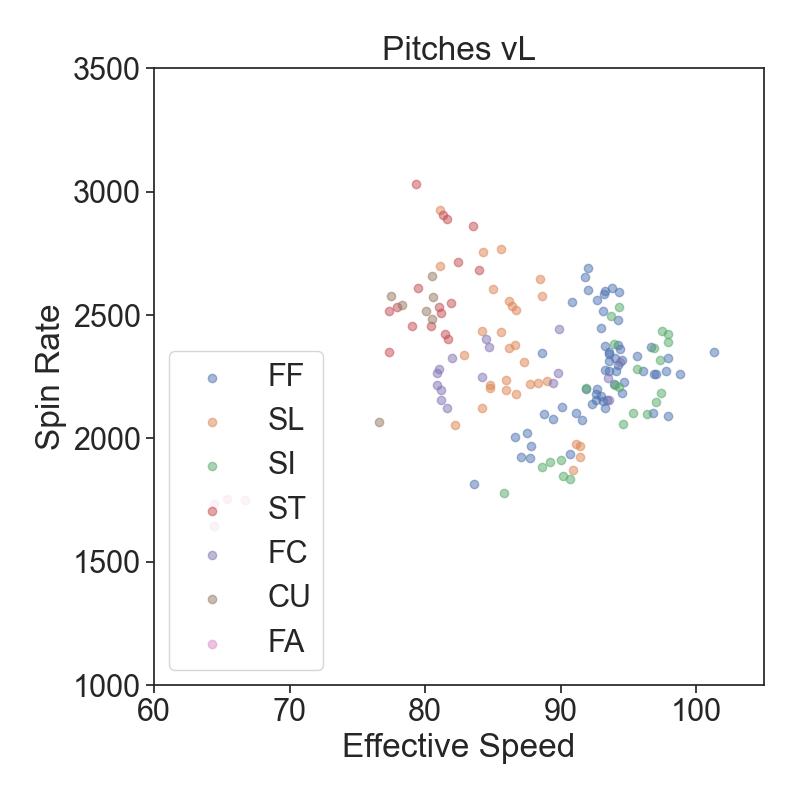 Pitches vL
Spin Rate
3500
3000
2500
2000
1500
1000
FF
SL
SI
ST
FC
CU
FA
60
70
80
90
100
Effective Speed